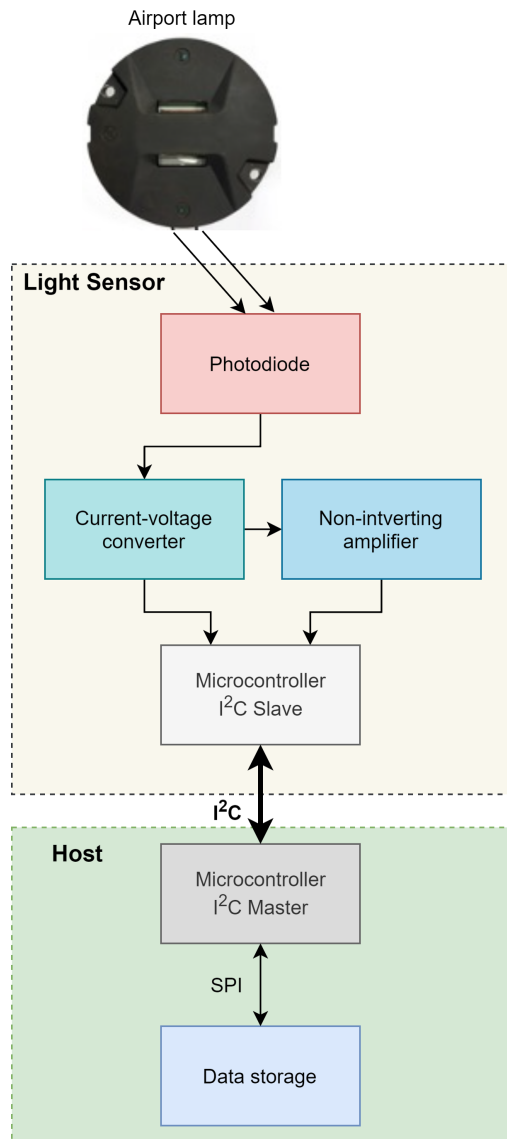 Airport lamp
Light Sensor
Photodiode
Current-voltage
converter
Non-intverting
amplifier
Microcontroller
I²C Slave
I²C
Host
Microcontroller
I²C Master
SPI
Data storage